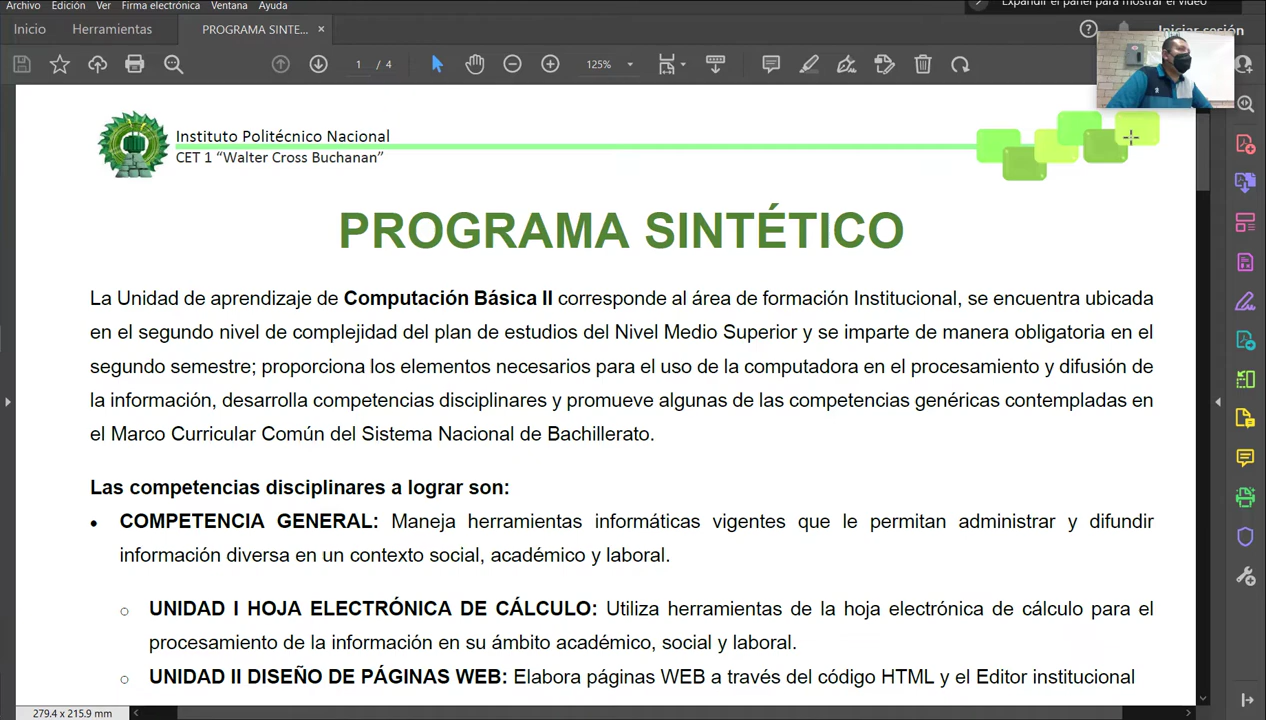 Archivo Edición Ver Firma electrónica Ventana Ayuda
Expandir el panel para mostrar el video
Inicio Herramientas PROGRAMA SINTE... × Iniciar sesión
1 / 4 125%
Instituto Politécnico Nacional
CET 1 “Walter Cross Buchanan”
PROGRAMA SINTÉTICO
La Unidad de aprendizaje de Computación Básica II corresponde al área de formación Institucional, se encuentra ubicada
en el segundo nivel de complejidad del plan de estudios del Nivel Medio Superior y se imparte de manera obligatoria en el
segundo semestre; proporciona los elementos necesarios para el uso de la computadora en el procesamiento y difusión de
la información, desarrolla competencias disciplinares y promueve algunas de las competencias genéricas contempladas en
el Marco Curricular Común del Sistema Nacional de Bachillerato.
Las competencias disciplinares a lograr son:
• COMPETENCIA GENERAL: Maneja herramientas informáticas vigentes que le permitan administrar y difundir
información diversa en un contexto social, académico y laboral.
○ UNIDAD I HOJA ELECTRÓNICA DE CÁLCULO: Utiliza herramientas de la hoja electrónica de cálculo para el
procesamiento de la información en su ámbito académico, social y laboral.
○ UNIDAD II DISEÑO DE PÁGINAS WEB: Elabora páginas WEB a través del código HTML y el Editor institucional
279.4 x 215.9 mm